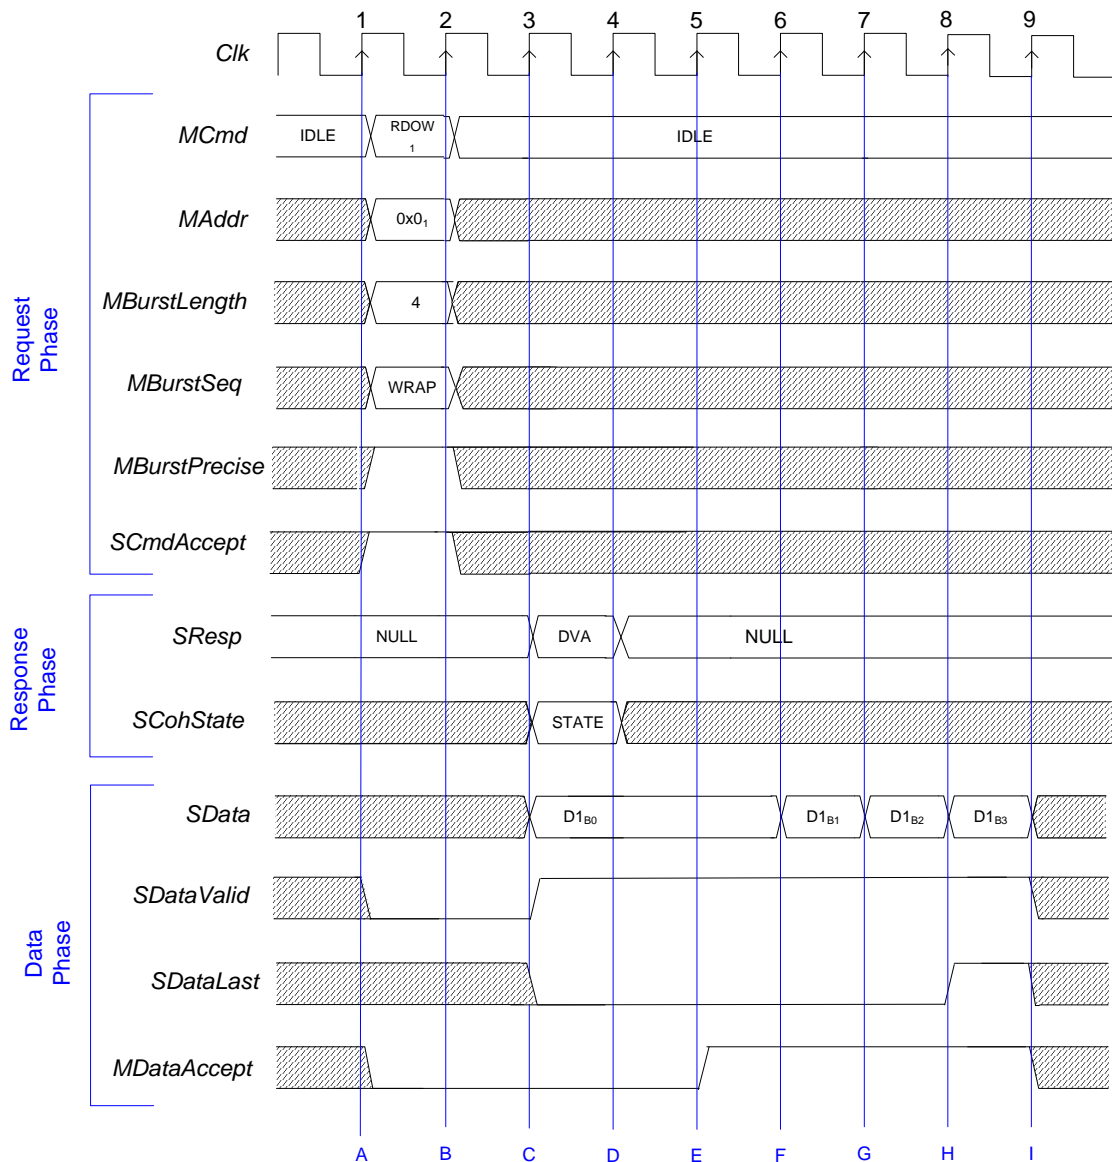 1 2 3 4 5 6 7 8 9
Clk
Request Phase
MCmd IDLE RDOW 1 IDLE
MAddr 0x0₁
MBurstLength 4
MBurstSeq WRAP
MBurstPrecise
SCmdAccept
Response Phase
SResp NULL DVA NULL
SCohState STATE
Data Phase
SData D1B0 D1B1 D1B2 D1B3
SDataValid
SDataLast
MDataAccept
A B C D E F G H I